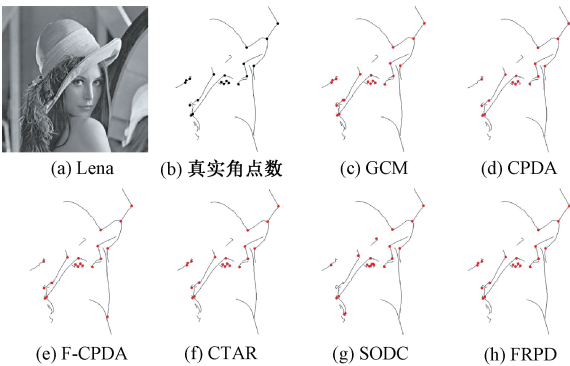 (a) Lena
(b) 真实角点数
(c) GCM
(d) CPDA
(e) F-CPDA
(f) CTAR
(g) SODC
(h) FRPD